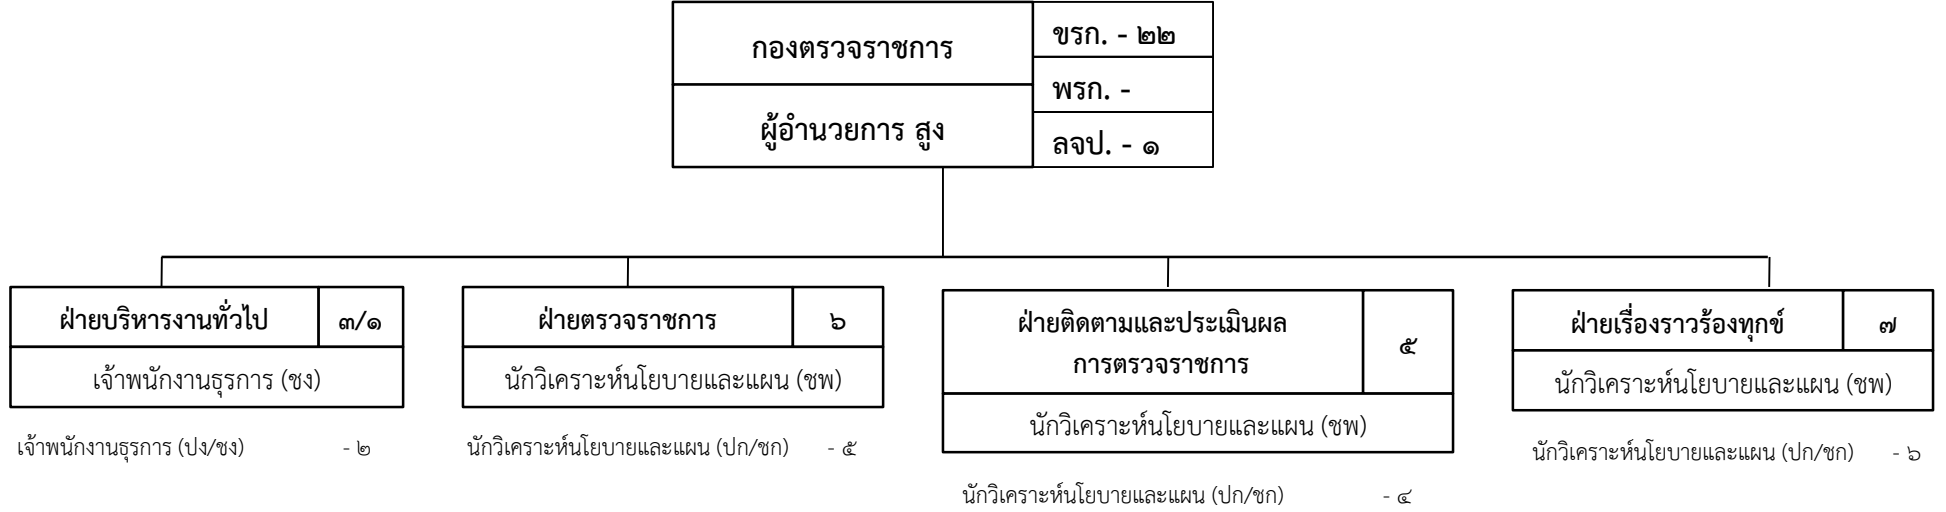 กองตรวจราชการ
ผู้อำนวยการ สูง
ขรก. - ๒๒
พรก. -
ลจป. - ๑
ฝ่ายบริหารงานทั่วไป ๓/๑
เจ้าพนักงานธุรการ (ชง)
เจ้าพนักงานธุรการ (ปง/ชง) - ๒
ฝ่ายตรวจราชการ ๖
นักวิเคราะห์นโยบายและแผน (ชพ)
นักวิเคราะห์นโยบายและแผน (ปก/ชก) - ๕
ฝ่ายติดตามและประเมินผล
การตรวจราชการ
๕
นักวิเคราะห์นโยบายและแผน (ชพ)
นักวิเคราะห์นโยบายและแผน (ปก/ชก) - ๔
ฝ่ายเรื่องราวร้องทุกข์ ๗
นักวิเคราะห์นโยบายและแผน (ชพ)
นักวิเคราะห์นโยบายและแผน (ปก/ชก) - ๖